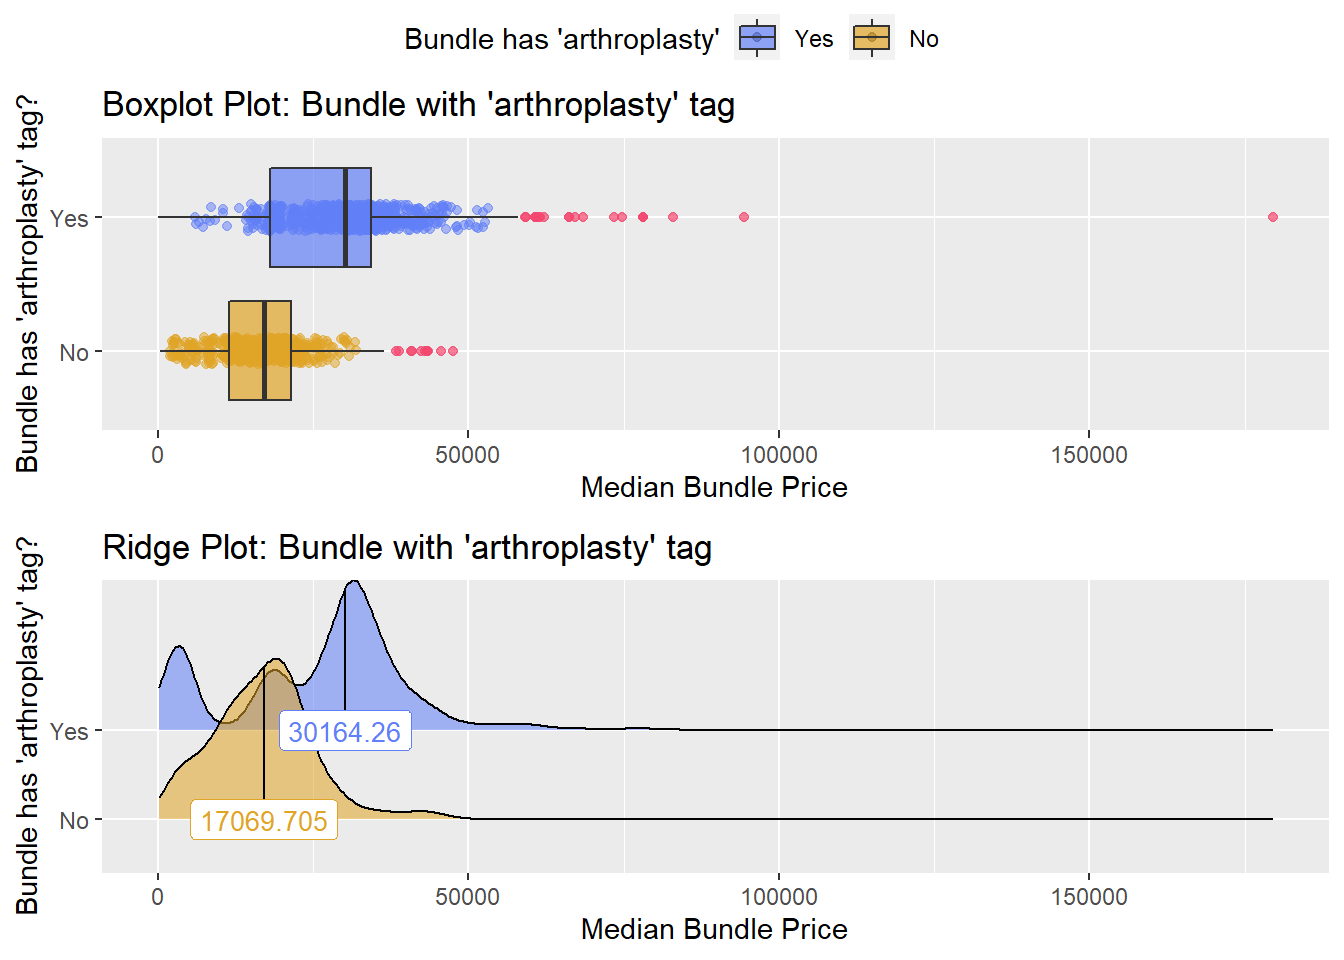 Bundle has 'arthroplasty' Yes No
Boxplot Plot: Bundle with 'arthroplasty' tag
Bundle has 'arthroplasty' tag?
Yes
No
0 50000 100000 150000
Median Bundle Price
Ridge Plot: Bundle with 'arthroplasty' tag
Bundle has 'arthroplasty' tag?
Yes
30164.26
No
17069.705
0 50000 100000 150000
Median Bundle Price